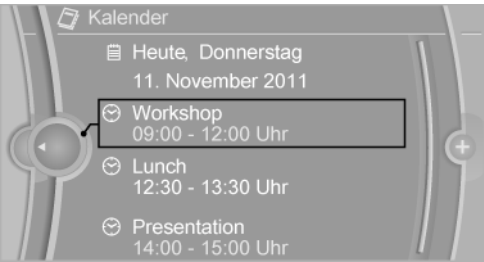 Kalender
Heute, Donnerstag
11. November 2011
Workshop
09:00 - 12:00 Uhr
Lunch
12:30 - 13:30 Uhr
Presentation
14:00 - 15:00 Uhr